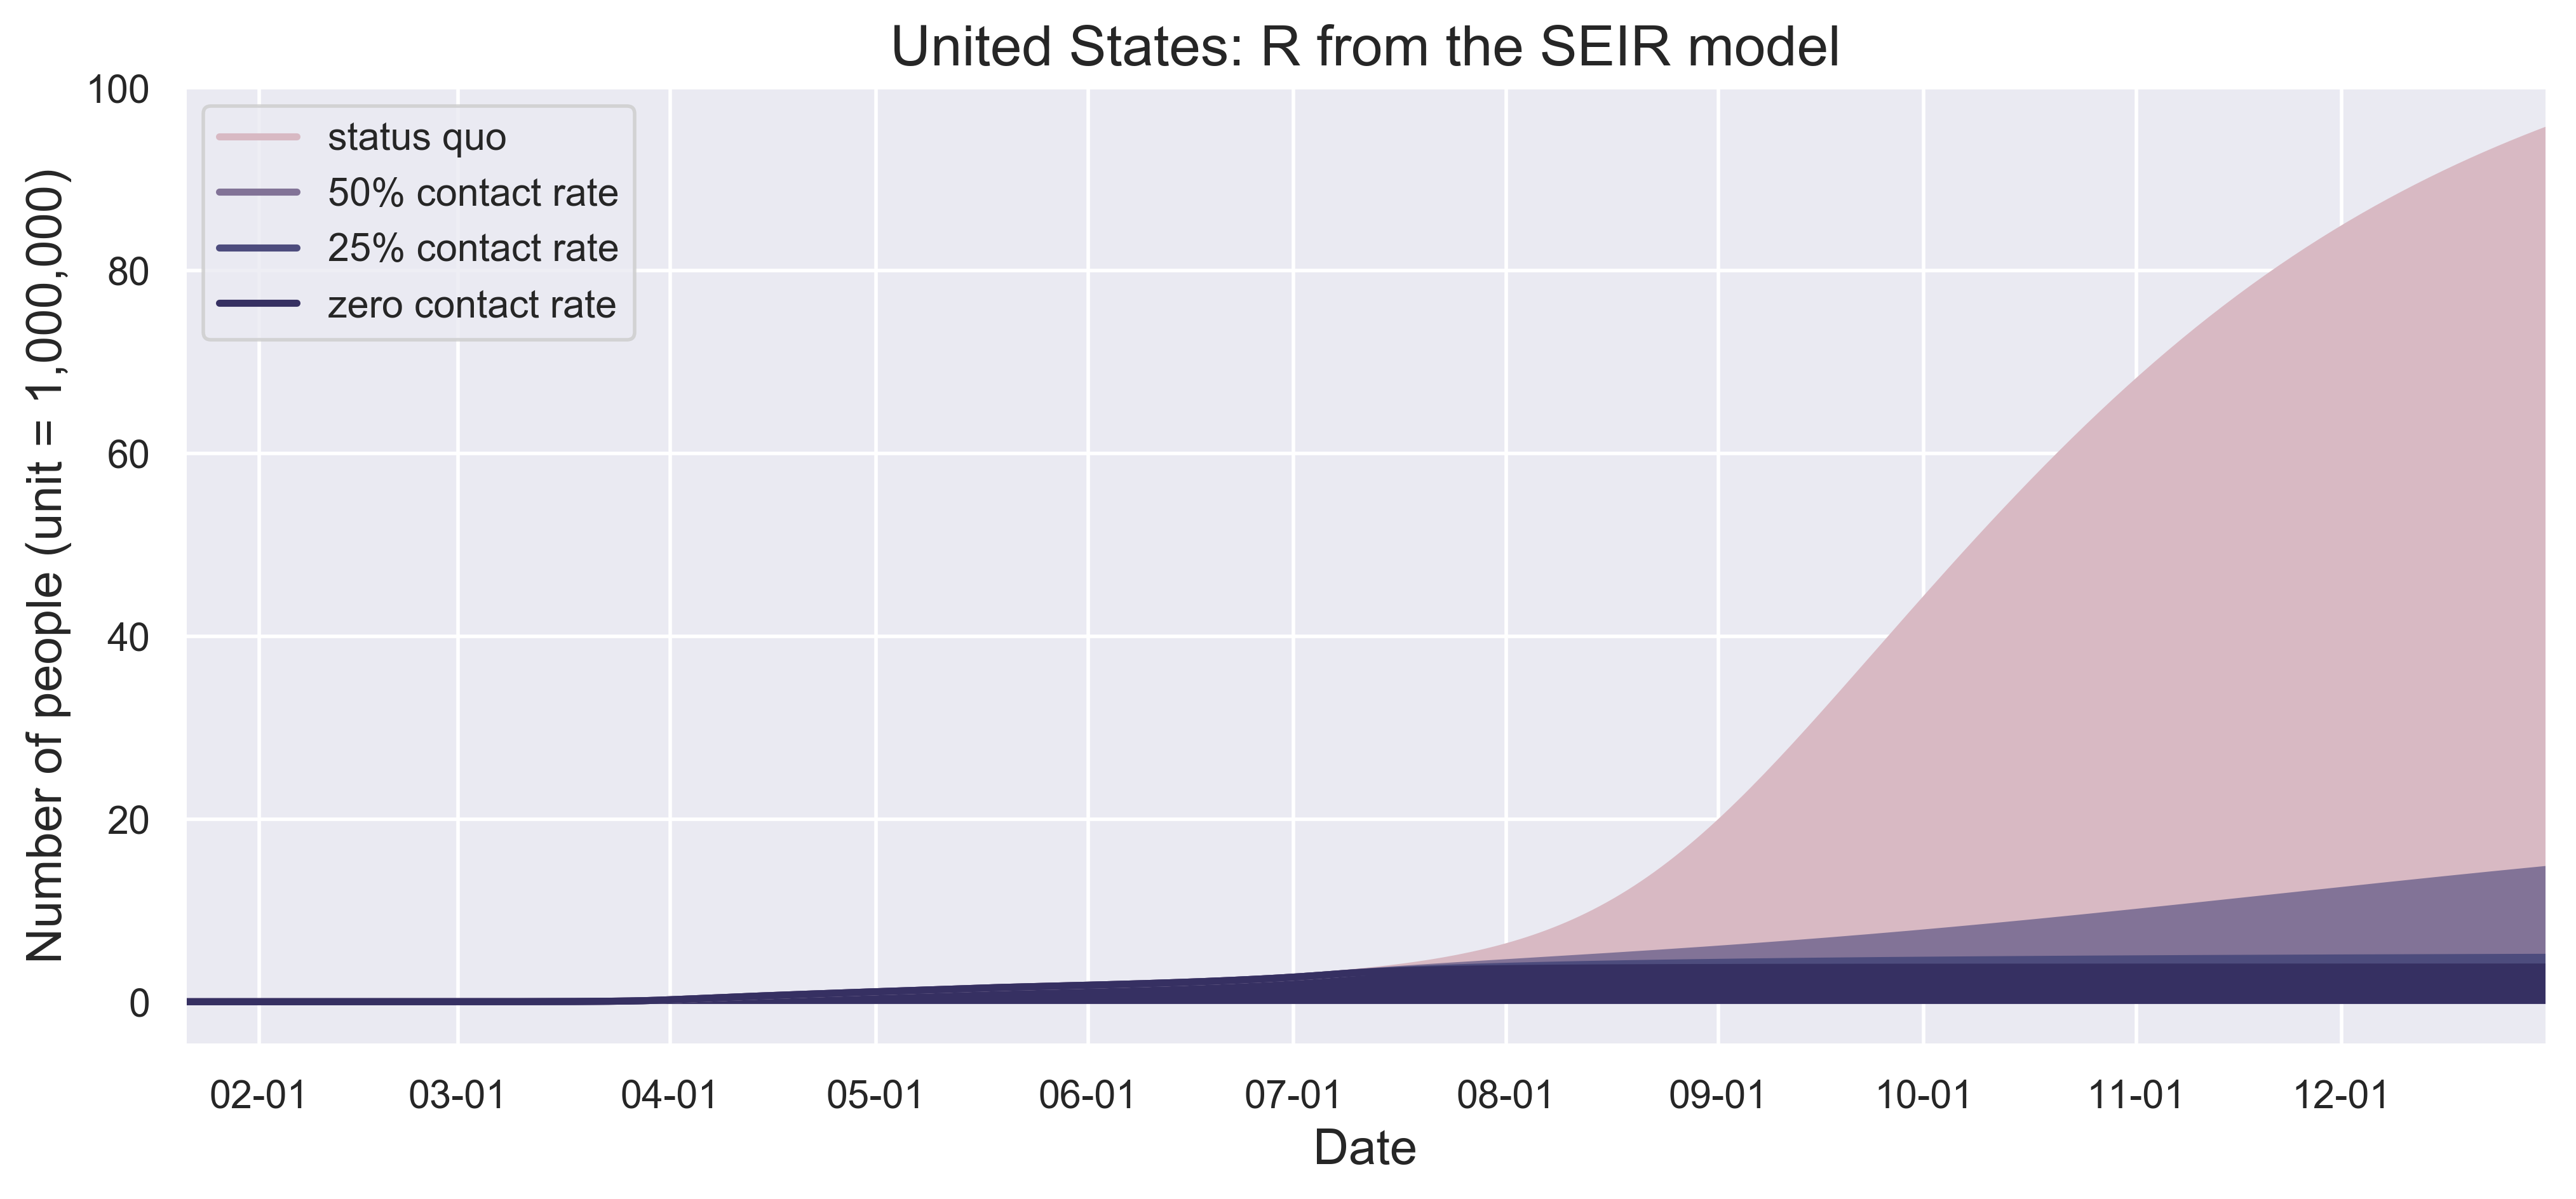 United States: R from the SEIR model
Number of people (unit = 1,000,000)
100
80
60
40
20
0
status quo
50% contact rate
25% contact rate
zero contact rate
02-01 03-01 04-01 05-01 06-01 07-01 08-01 09-01 10-01 11-01 12-01
Date